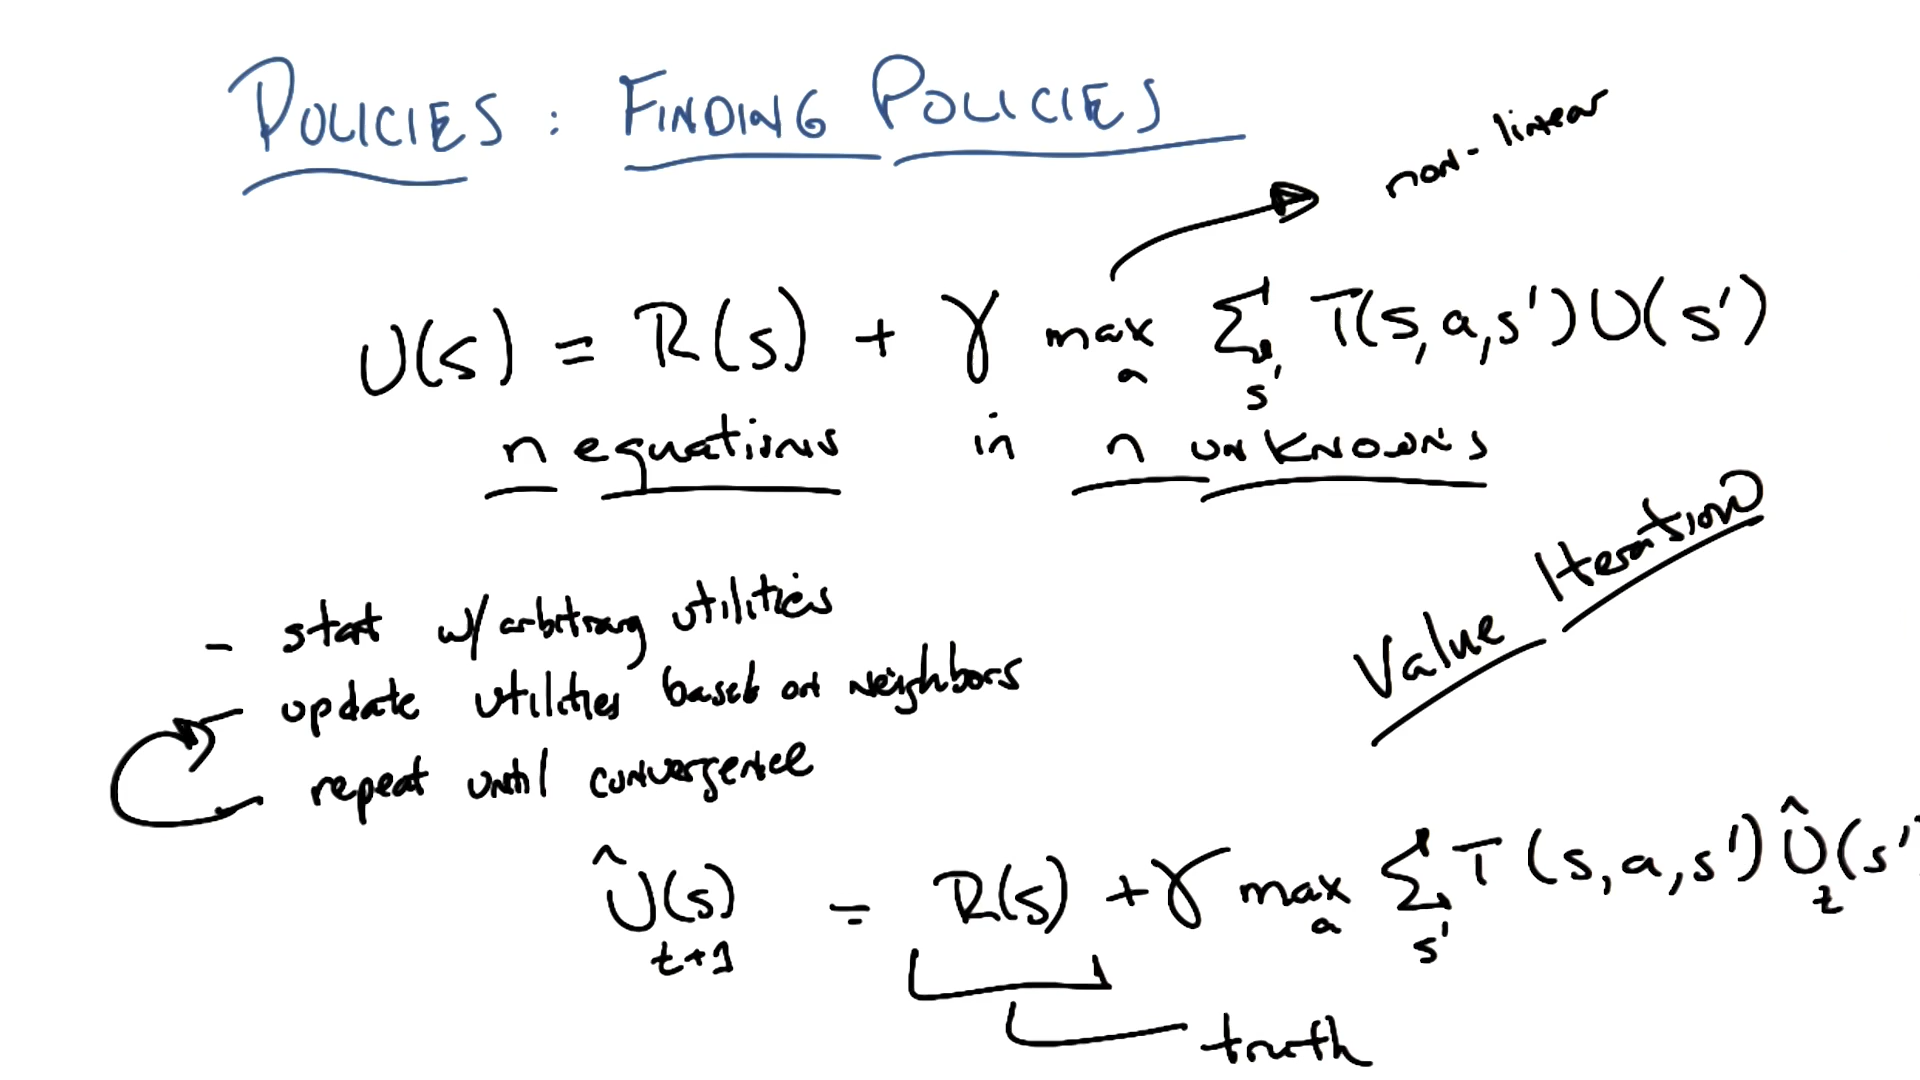 POLICIES: FINDING POLICIES
non-linear
U(s) = R(s) + γ max_a Σ_s' T(s,a,s') U(s')
n equations in n unknowns
Value Iteration
- start w/ arbitrary utilities
- update utilities based on neighbors
- repeat until convergence
Û_t+1(s) = R(s) + γ max_a Σ_s' T(s,a,s') Û_t(s'
truth